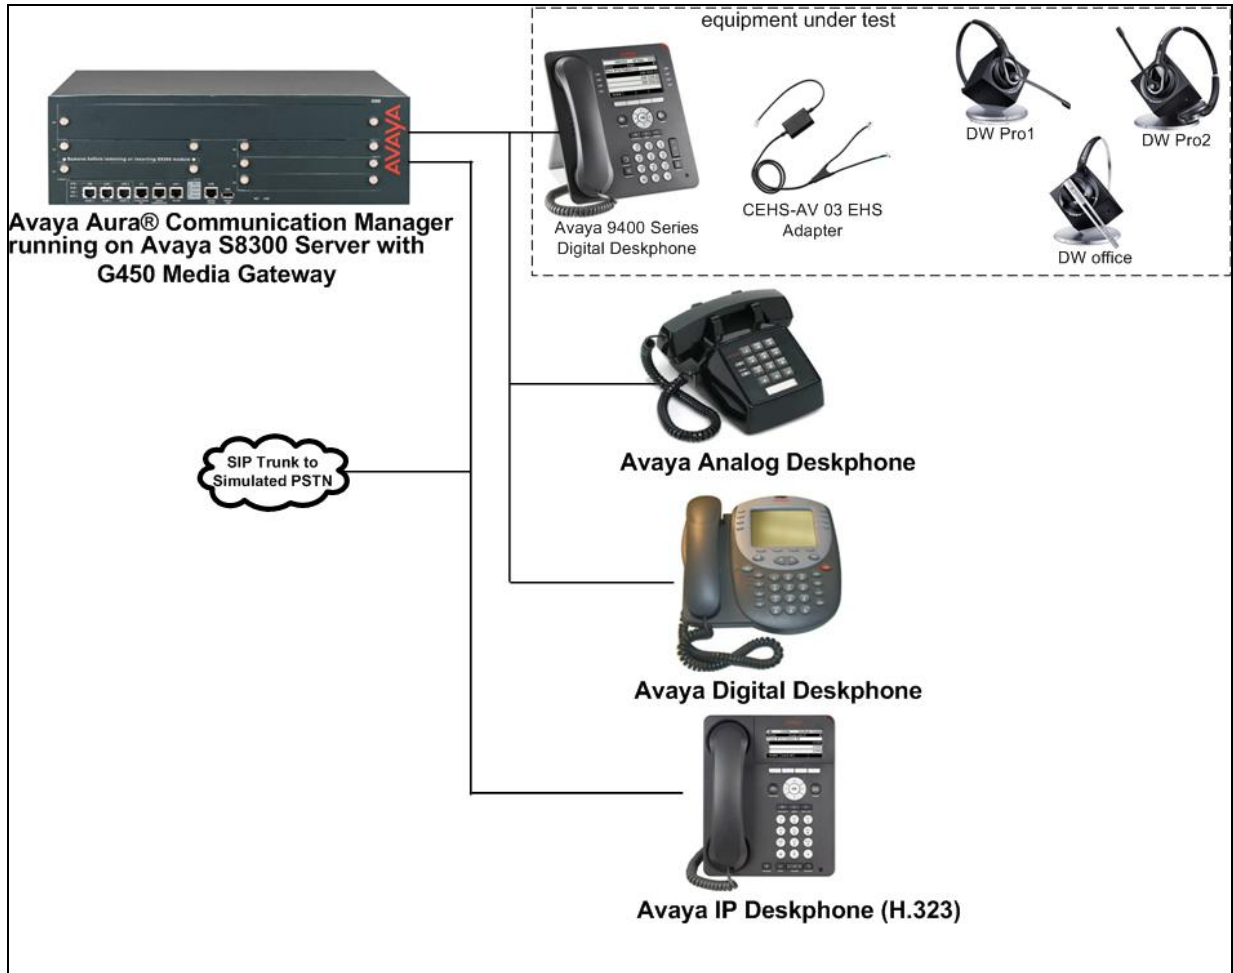 equipment under test
AVAYA
DW Pro1
DW Pro2
CEHS-AV 03 EHS
Adapter
Avaya 9400 Series
Digital Deskphone
DW office
Avaya Aura® Communication Manager
running on Avaya S8300 Server with
G450 Media Gateway
Avaya Analog Deskphone
SIP Trunk to
Simulated PSTN
Avaya Digital Deskphone
Avaya IP Deskphone (H.323)